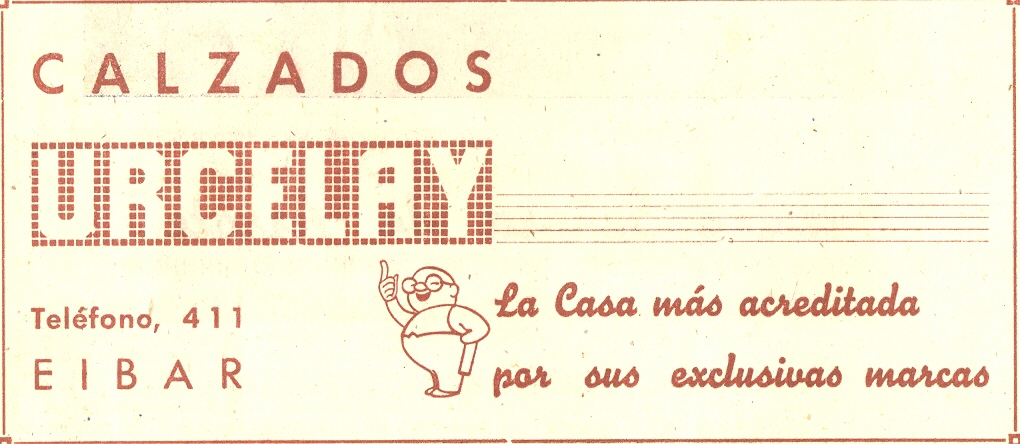 CALZADOS
URCELAY
Teléfono, 411
EIBAR
La Casa más acreditada
por sus exclusivas marcas